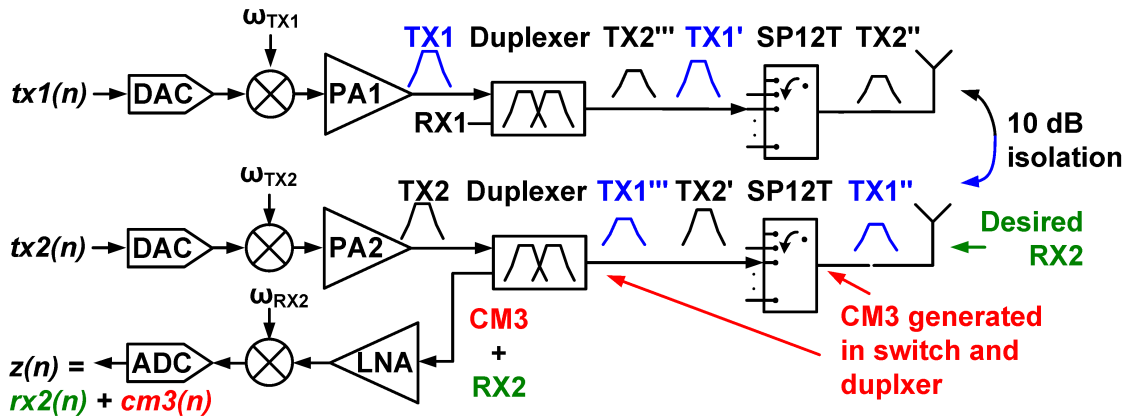 ωTX1
TX1 Duplexer TX2''' TX1' SP12T TX2''
tx1(n) DAC PA1
RX1
10 dB
isolation
ωTX2
TX2 Duplexer TX1''' TX2' SP12T TX1''
tx2(n) DAC PA2
Desired
RX2
ωRX2
CM3
+
RX2
CM3 generated
in switch and
duplxer
z(n) = ADC LNA
rx2(n) + cm3(n)